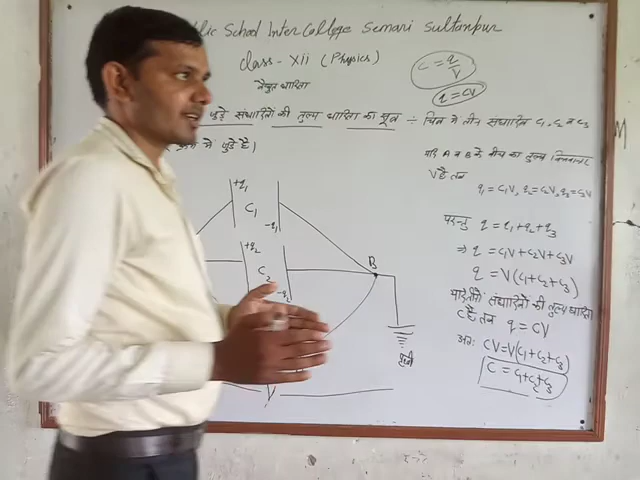 blic School Inter College Semari Sultanpur
Class - XII (Physics)
वैद्युत धारिता
C = q/V
q = CV
जुड़े संधारित्रों की तुल्य धारिता का सूत्र ÷ चित्र में तीन संधारित्र C₁, C₂ व C₃
में जुड़े है।
यदि A व B के बीच का तुल्य विभवान्तर
V है तब
q₁ = C₁V, q₂ = C₂V, q₃ = C₃V
परन्तु q = q₁ + q₂ + q₃
⇒ q = C₁V + C₂V + C₃V
q = V(C₁ + C₂ + C₃)
यदि तीनों संधारित्रों की तुल्य धारिता
C है तब q = CV
अतः CV = V(C₁ + C₂ + C₃)
C = C₁ + C₂ + C₃
+q₁
C₁
-q₁
+q₂
C₂
-q₂
B
पृथ्वी
V
M